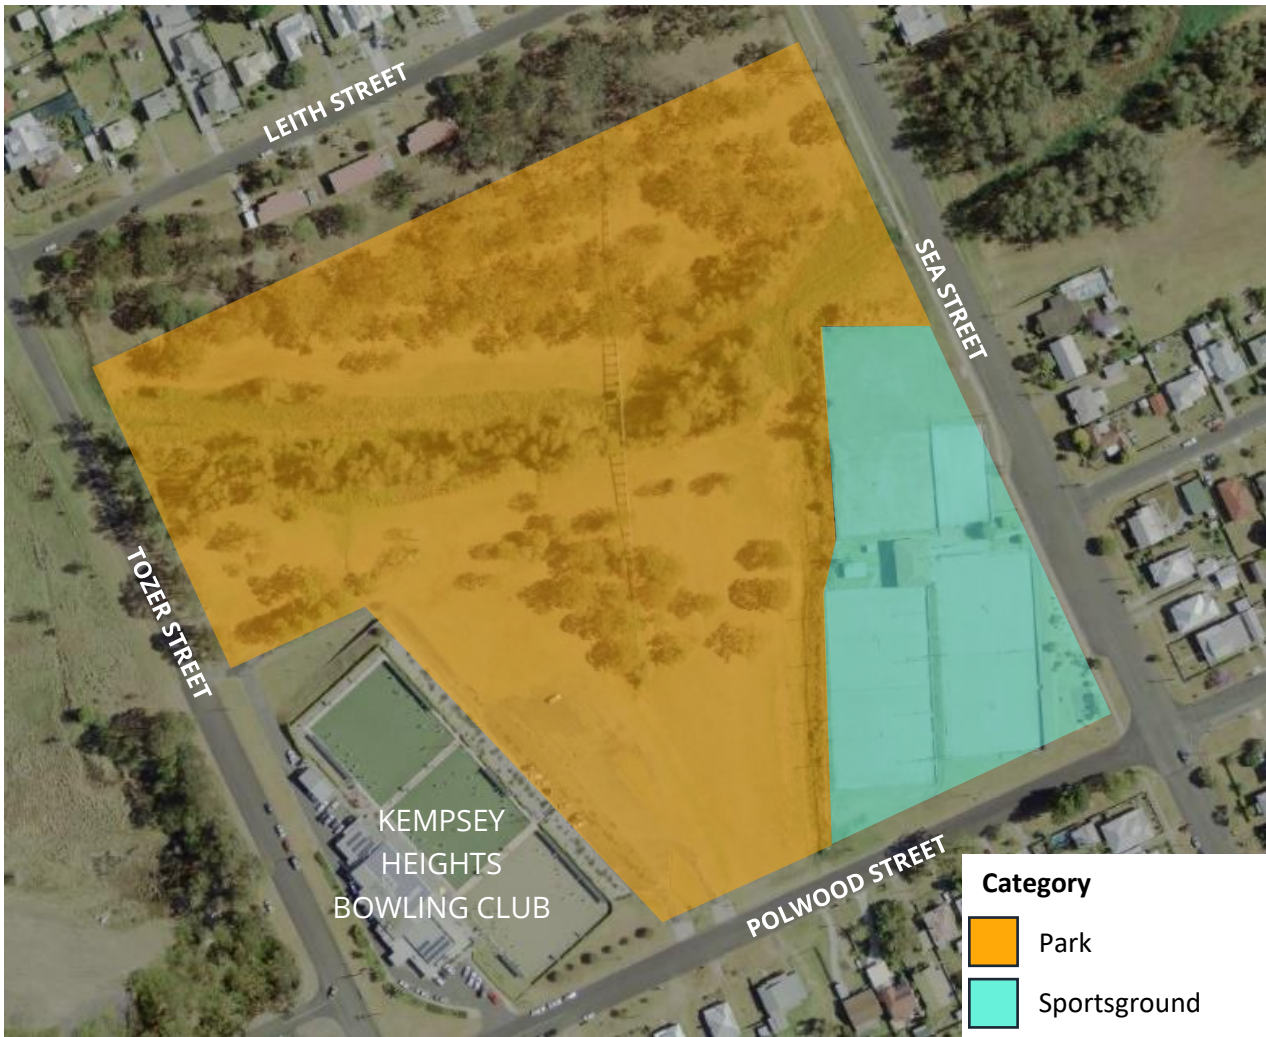 LEITH STREET
SEA STREET
TOZER STREET
KEMPSEY
HEIGHTS
BOWLING CLUB
POLWOOD STREET
Category
Park
Sportsground